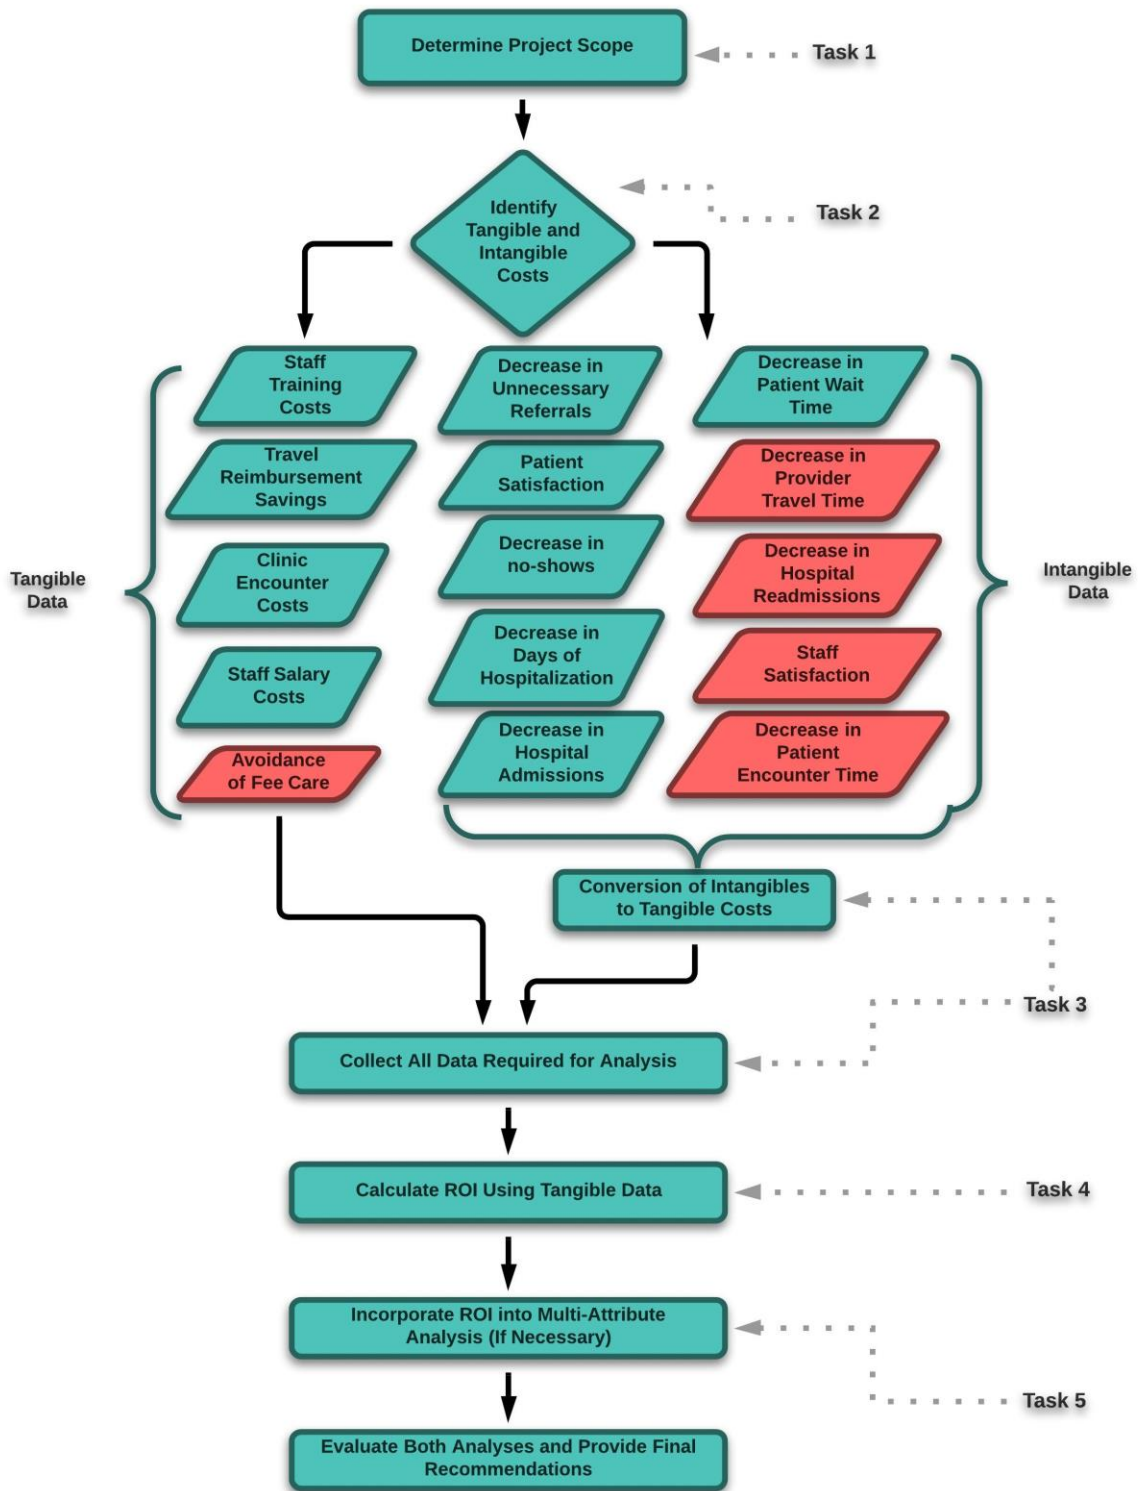 Determine Project Scope
Task 1
Identify
Tangible and
Intangible
Costs
Task 2
Staff
Training
Costs
Travel
Reimbursement
Savings
Clinic
Encounter
Costs
Staff Salary
Costs
Avoidance
of Fee Care
Tangible
Data
Decrease in
Unnecessary
Referrals
Patient
Satisfaction
Decrease in
no-shows
Decrease in
Days of
Hospitalization
Decrease in
Hospital
Admissions
Decrease in
Patient Wait
Time
Decrease in
Provider
Travel Time
Decrease in
Hospital
Readmissions
Staff
Satisfaction
Decrease in
Patient
Encounter Time
Intangible
Data
Conversion of Intangibles
to Tangible Costs
Task 3
Collect All Data Required for Analysis
Calculate ROI Using Tangible Data
Task 4
Incorporate ROI into Multi-Attribute
Analysis (If Necessary)
Task 5
Evaluate Both Analyses and Provide Final
Recommendations